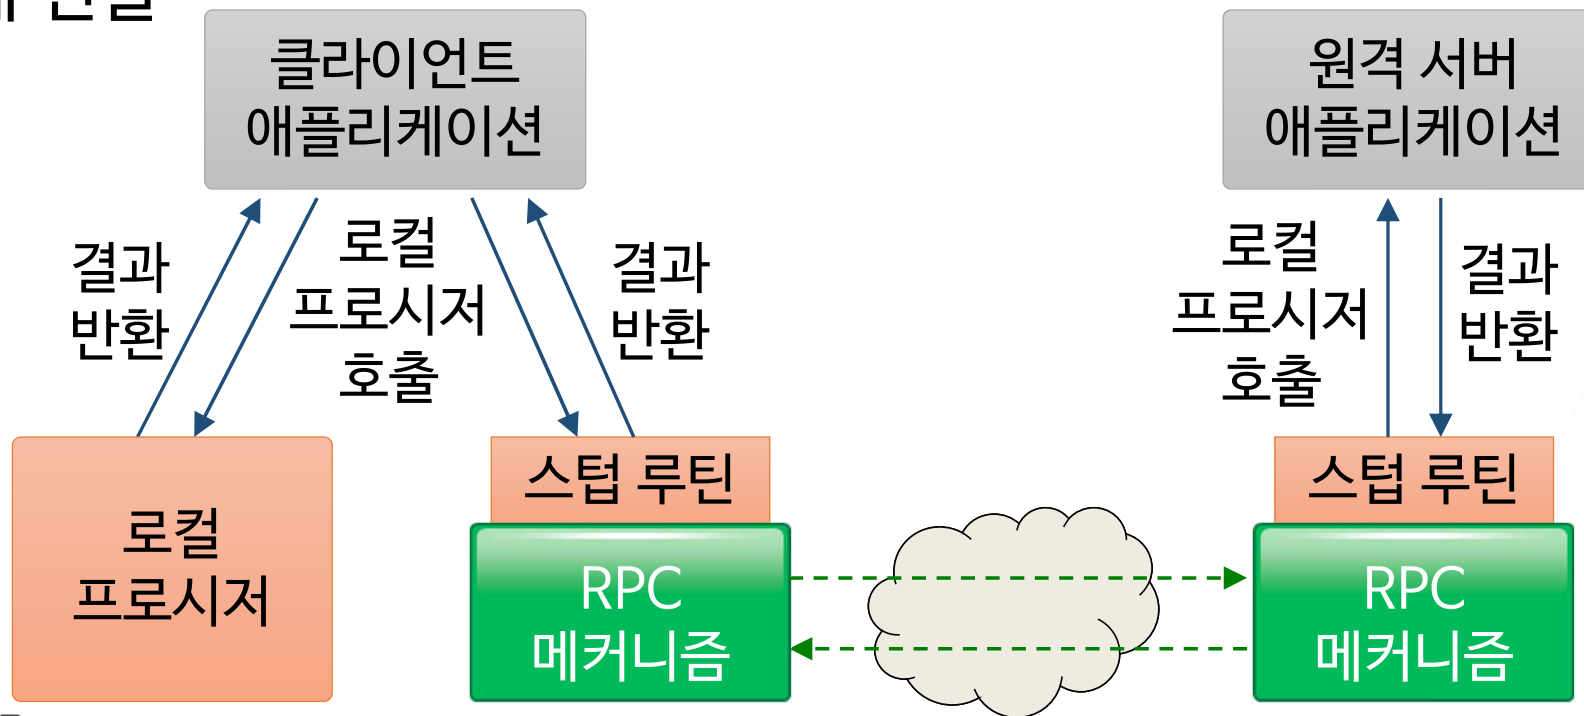 클라이언트
애플리케이션
원격 서버
애플리케이션
결과
반환
로컬
프로시저
호출
결과
반환
로컬
프로시저
호출
결과
반환
로컬
프로시저
스텁 루틴
RPC
메커니즘
스텁 루틴
RPC
메커니즘